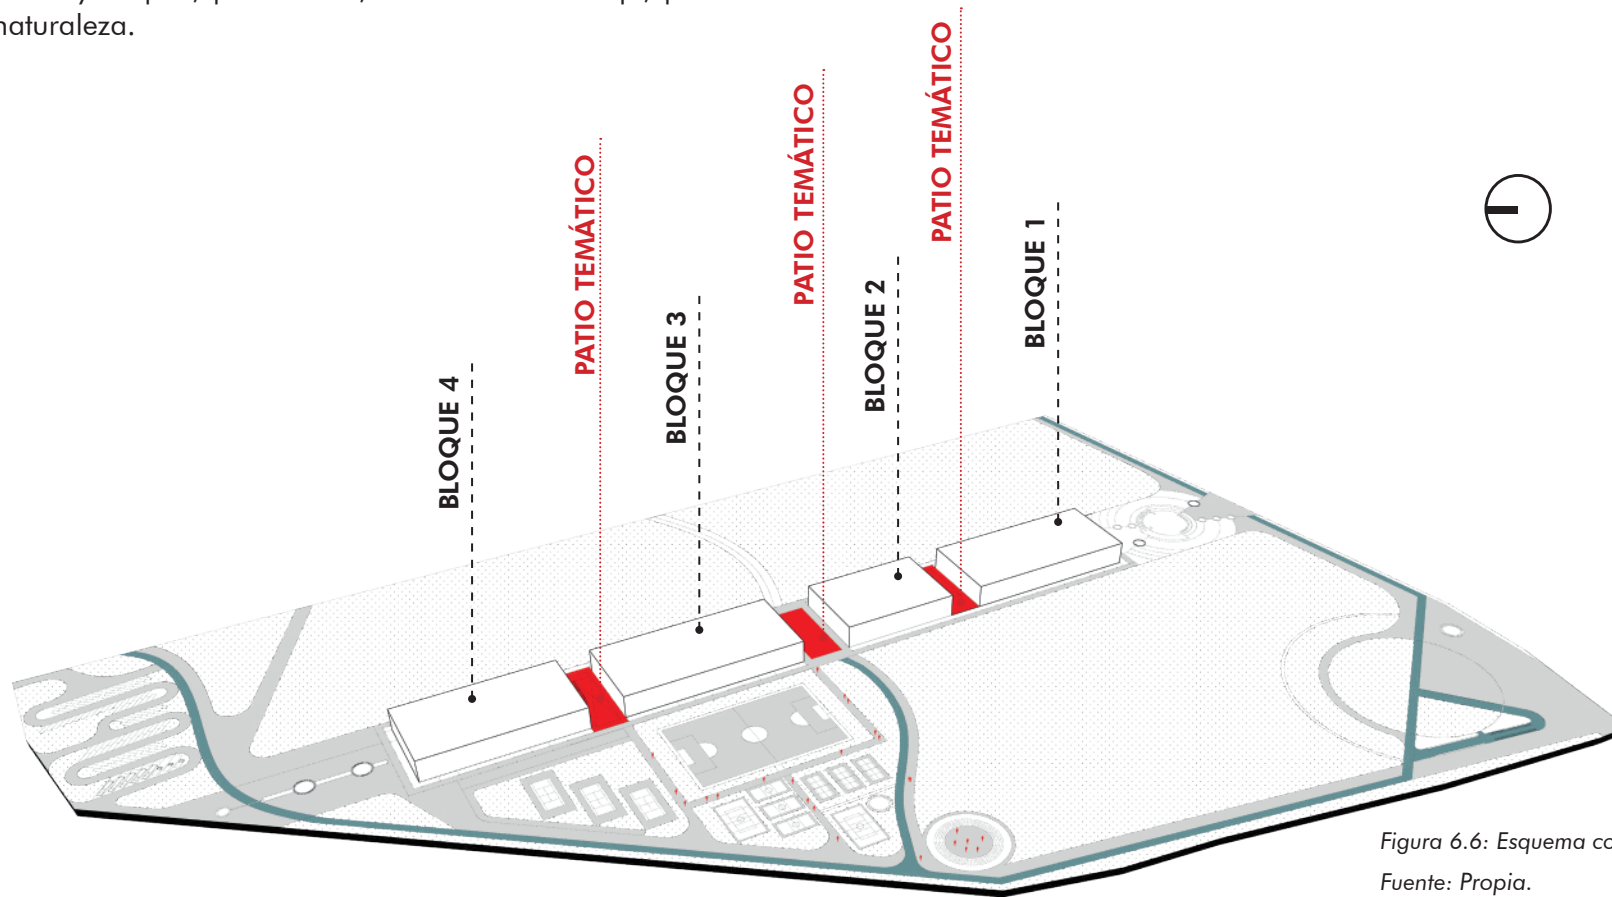 naturaleza.
PATIO TEMÁTICO
PATIO TEMÁTICO
PATIO TEMÁTICO
BLOQUE 1
BLOQUE 2
BLOQUE 3
BLOQUE 4
Figura 6.6: Esquema
Fuente: Propia.